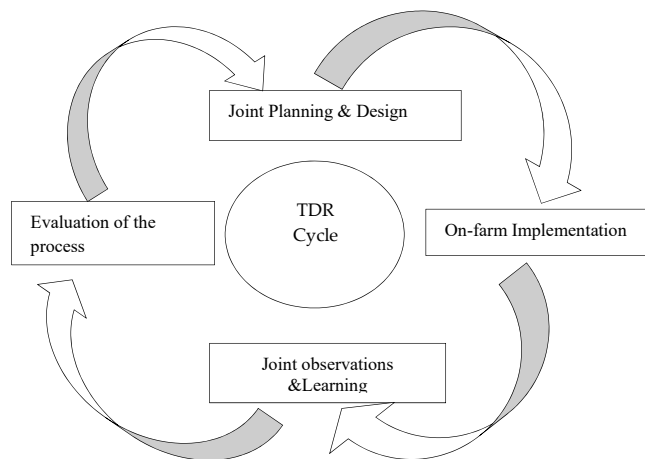 Joint Planning & Design
TDR
Cycle
Evaluation of the
process
On-farm Implementation
Joint observations
&Learning